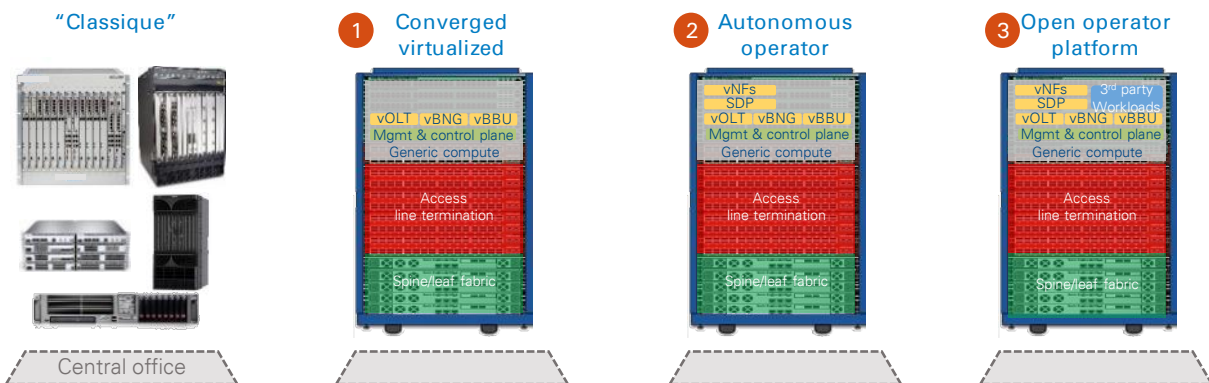 “Classique”
1
Converged
virtualized
2
Autonomous
operator
3
Open operator
platform
vOLT vBNG vBBU
Mgmt & control plane
Generic compute
Access
line termination
Spine/leaf fabric
vNFs
SDP
vOLT vBNG vBBU
Mgmt & control plane
Generic compute
Access
line termination
Spine/leaf fabric
vNFs
SDP
3rd party
Workloads
vOLT vBNG vBBU
Mgmt & control plane
Generic compute
Access
line termination
Spine/leaf fabric
Central office